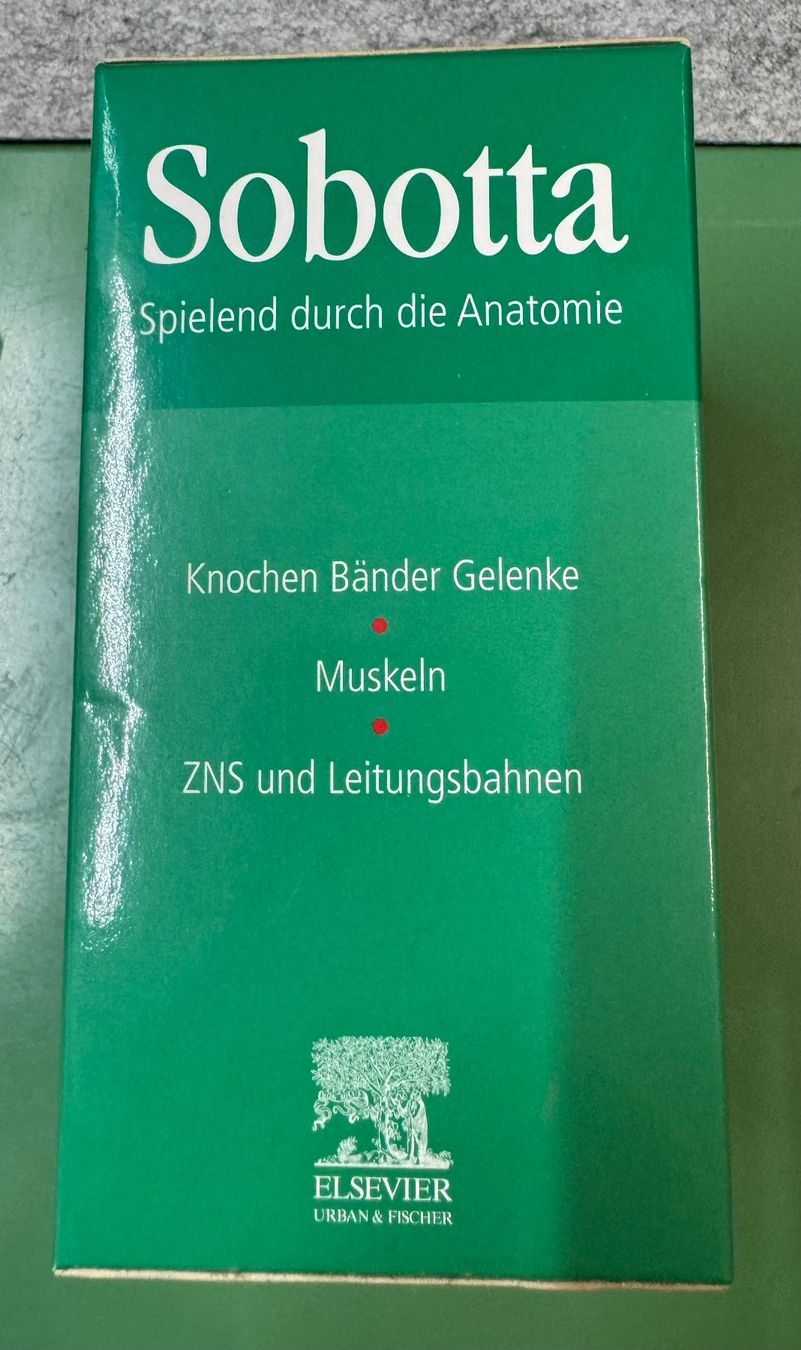 Sobotta
Spielend durch die Anatomie
Knochen Bänder Gelenke
Muskeln
ZNS und Leitungsbahnen
ELSEVIER
URBAN & FISCHER